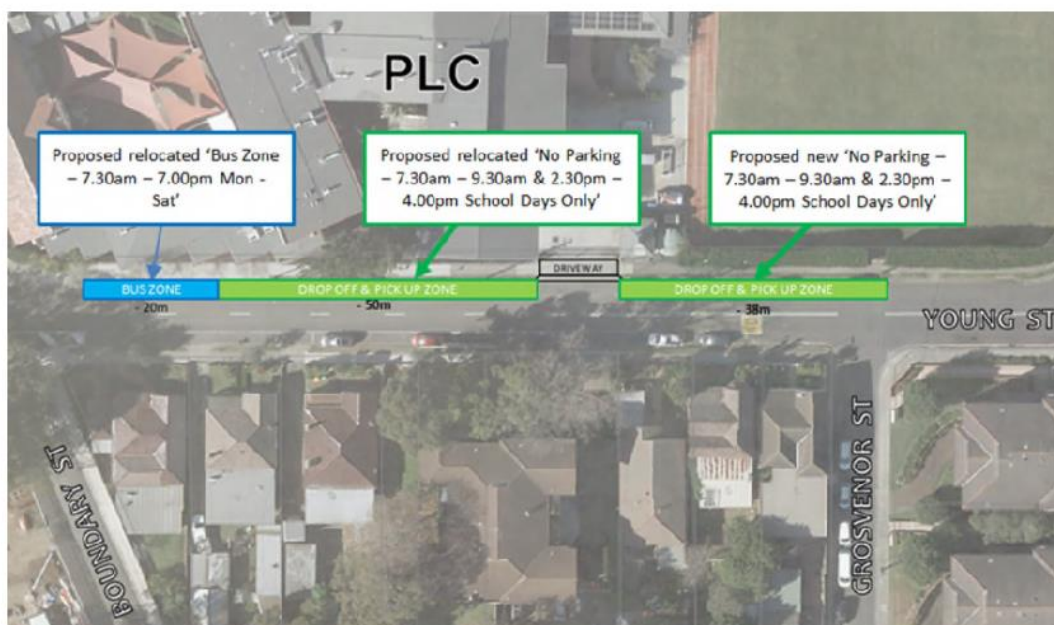 PLC
Proposed relocated 'Bus Zone
– 7.30am – 7.00pm Mon -
Sat'
Proposed relocated 'No Parking
– 7.30am – 9.30am & 2.30pm –
4.00pm School Days Only'
Proposed new 'No Parking –
7.30am – 9.30am & 2.30pm –
4.00pm School Days Only'
DRIVEWAY
BUS ZONE
DROP OFF & PICK UP ZONE
DROP OFF & PICK UP ZONE
- 20m
- 50m
- 38m
YOUNG ST
BOUNDARY ST
GROSVENOR ST